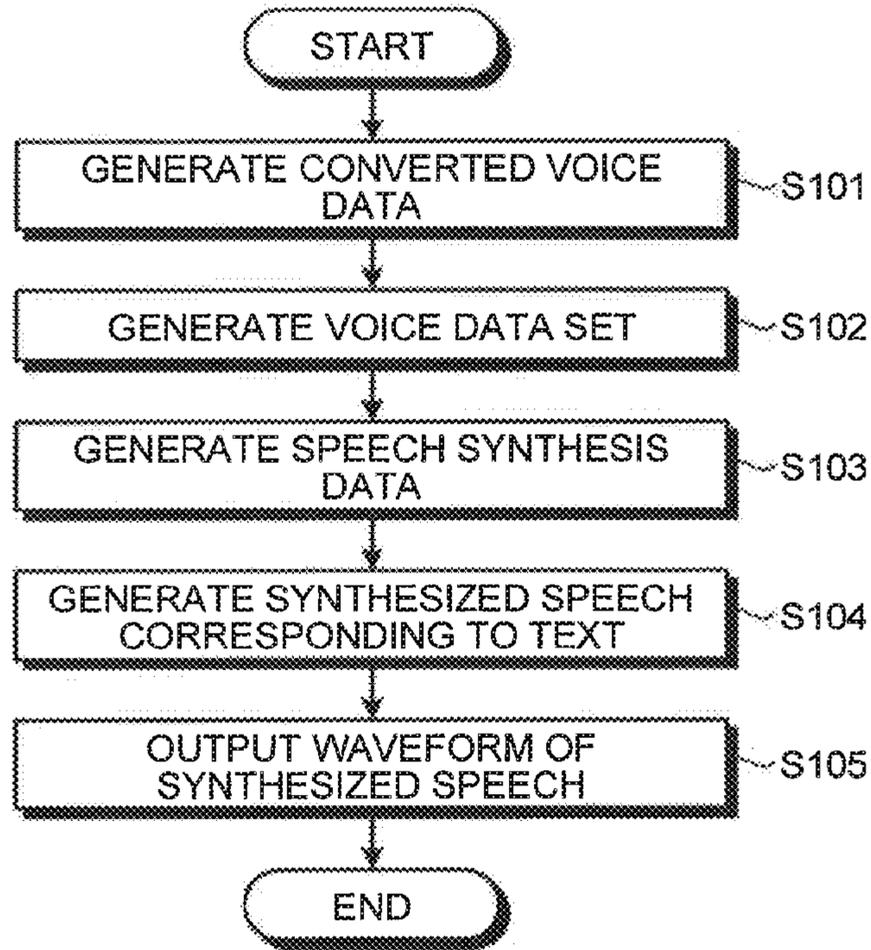 START
GENERATE CONVERTED VOICE
DATA
S101
GENERATE VOICE DATA SET
S102
GENERATE SPEECH SYNTHESIS
DATA
S103
GENERATE SYNTHESIZED SPEECH
CORRESPONDING TO TEXT
S104
OUTPUT WAVEFORM OF
SYNTHESIZED SPEECH
S105
END